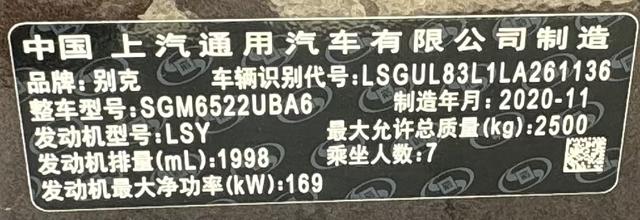 中国 上汽通用汽车有限公司制造
品牌:别克 车辆识别代号:LSGUL83L1LA261136
整车型号:SGM6522UBA6 制造年月:2020-11
发动机型号:LSY 最大允许总质量(kg):2500
发动机排量(mL):1998 乘坐人数:7
发动机最大净功率(kW):169